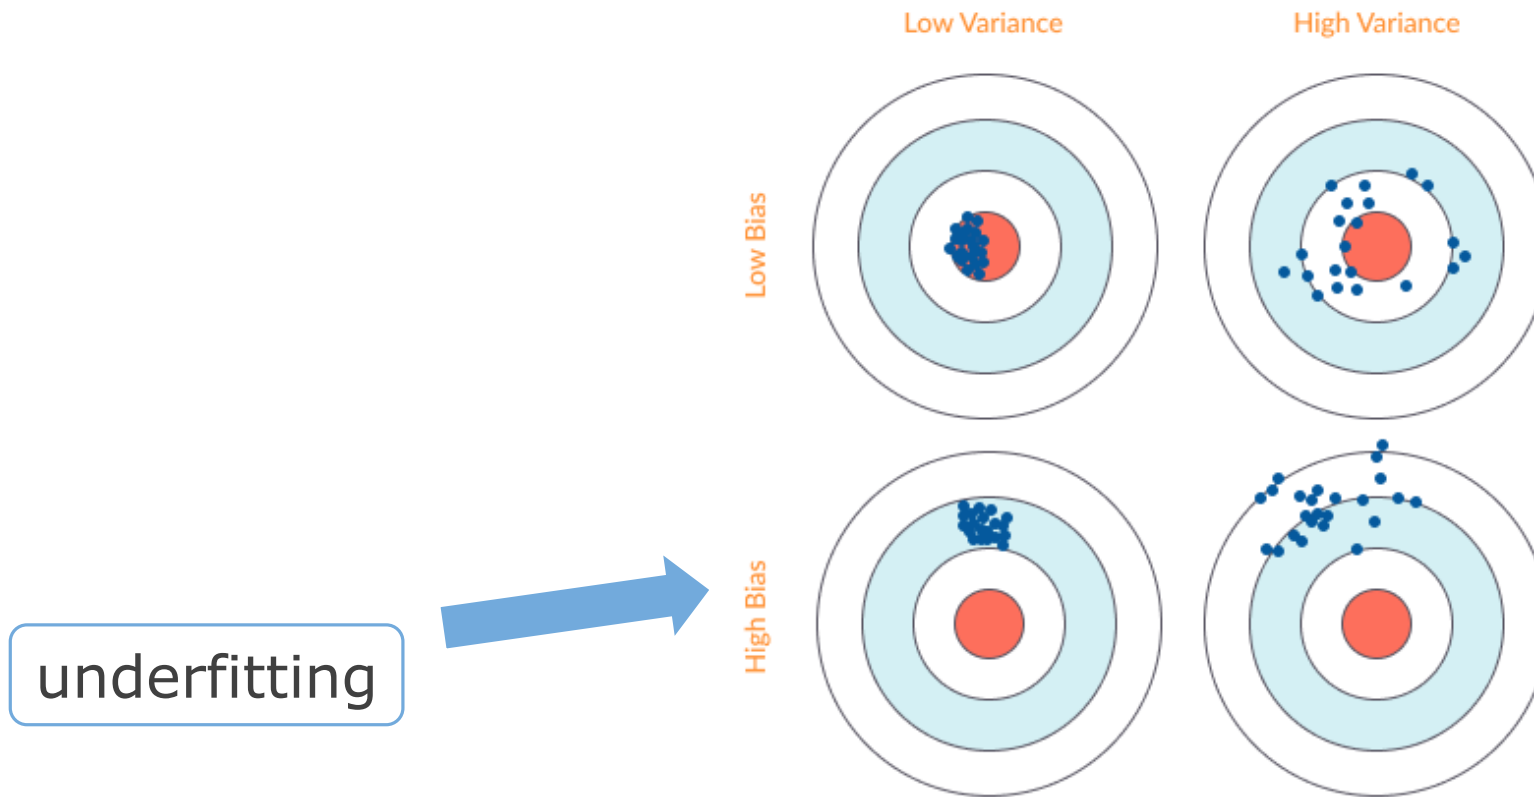 Low Variance
High Variance
Low Bias
High Bias
underfitting